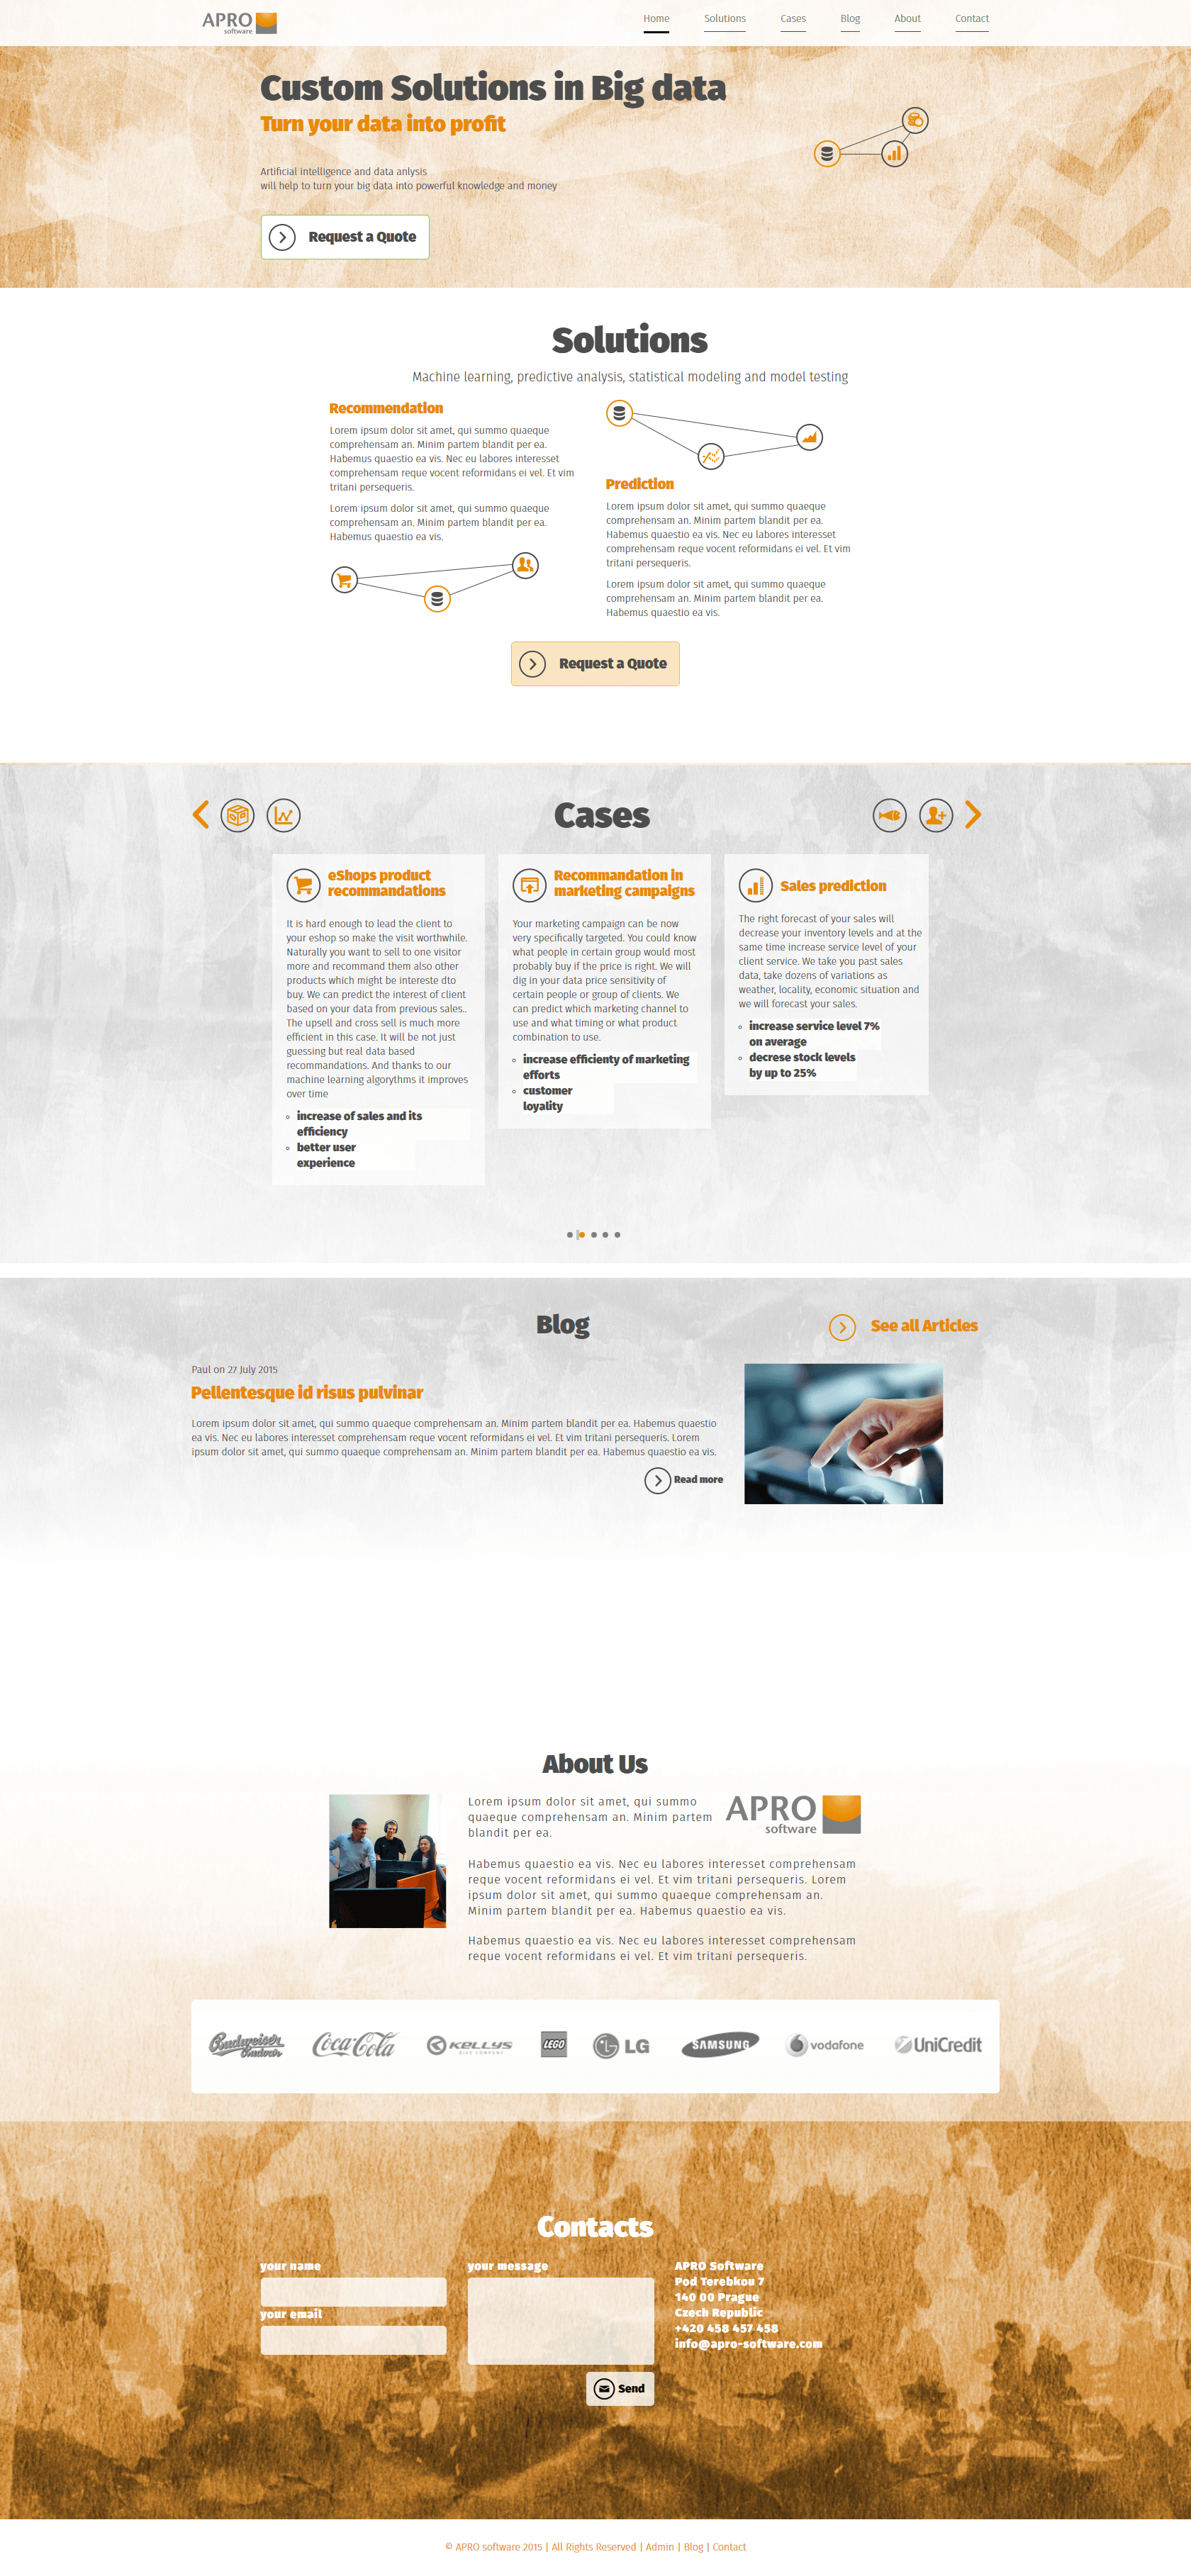 APRO
software
Home
Solutions
Cases
Blog
About
Contact
Custom Solutions in Big data
Turn your data into profit
Artificial intelligence and data anlysis
will help to turn your big data into powerful knowledge and money
Request a Quote
Solutions
Machine learning, predictive analysis, statistical modeling and model testing
Recommendation
Lorem ipsum dolor sit amet, qui summo quaeque
comprehensam an. Minim partem blandit per ea.
Habemus quaestio ea vis. Nec eu labores interesset
comprehensam reque vocent reformidans ei vel. Et vim
tritani persequeris.
Lorem ipsum dolor sit amet, qui summo quaeque
comprehensam an. Minim partem blandit per ea.
Habemus quaestio ea vis.
Prediction
Lorem ipsum dolor sit amet, qui summo quaeque
comprehensam an. Minim partem blandit per ea.
Habemus quaestio ea vis. Nec eu labores interesset
comprehensam reque vocent reformidans ei vel. Et vim
tritani persequeris.
Lorem ipsum dolor sit amet, qui summo quaeque
comprehensam an. Minim partem blandit per ea.
Habemus quaestio ea vis.
Request a Quote
Cases
eShops product
recommandations
It is hard enough to lead the client to
your eshop so make the visit worthwhile.
Naturally you want to sell to one visitor
more and recommand them also other
products which might be intereste dto
buy. We can predict the interest of client
based on your data from previous sales..
The upsell and cross sell is much more
efficient in this case. It will be not just
guessing but real data based
recommandations. And thanks to our
machine learning algorythms it improves
over time
increase of sales and its
efficiency
better user
experience
Recommandation in
marketing campaigns
Your marketing campaign can be now
very specifically targeted. You could know
what people in certain group would most
probably buy if the price is right. We will
dig in your data price sensitivity of
certain people or group of clients. We
can predict which marketing channel to
use and what timing or what product
combination to use.
increase efficienty of marketing
efforts
customer
loyality
Sales prediction
The right forecast of your sales will
decrease your inventory levels and at the
same time increase service level of your
client service. We take you past sales
data, take dozens of variations as
weather, locality, economic situation and
we will forecast your sales.
increase service level 7%
on average
decrese stock levels
by up to 25%
Blog
See all Articles
Paul on 27 July 2015
Pellentesque id risus pulvinar
Lorem ipsum dolor sit amet, qui summo quaeque comprehensam an. Minim partem blandit per ea. Habemus quaestio
ea vis. Nec eu labores interesset comprehensam reque vocent reformidans ei vel. Et vim tritani persequeris. Lorem
ipsum dolor sit amet, qui summo quaeque comprehensam an. Minim partem blandit per ea. Habemus quaestio ea vis.
Read more
About Us
Lorem ipsum dolor sit amet, qui summo
quaeque comprehensam an. Minim partem
blandit per ea.
APRO
software
Habemus quaestio ea vis. Nec eu labores interesset comprehensam
reque vocent reformidans ei vel. Et vim tritani persequeris. Lorem
ipsum dolor sit amet, qui summo quaeque comprehensam an.
Minim partem blandit per ea. Habemus quaestio ea vis.
Habemus quaestio ea vis. Nec eu labores interesset comprehensam
reque vocent reformidans ei vel. Et vim tritani persequeris.
Budweiser
Budvar
Coca-Cola
KELLYS
BIKE COMPANY
LEGO
LG
SAMSUNG
vodafone
UniCredit
Contacts
your name
your email
your message
Send
APRO Software
Pod Terebkou 7
140 00 Prague
Czech Republic
+420 458 457 458
info@apro-software.com
© APRO software 2015 | All Rights Reserved | Admin | Blog | Contact